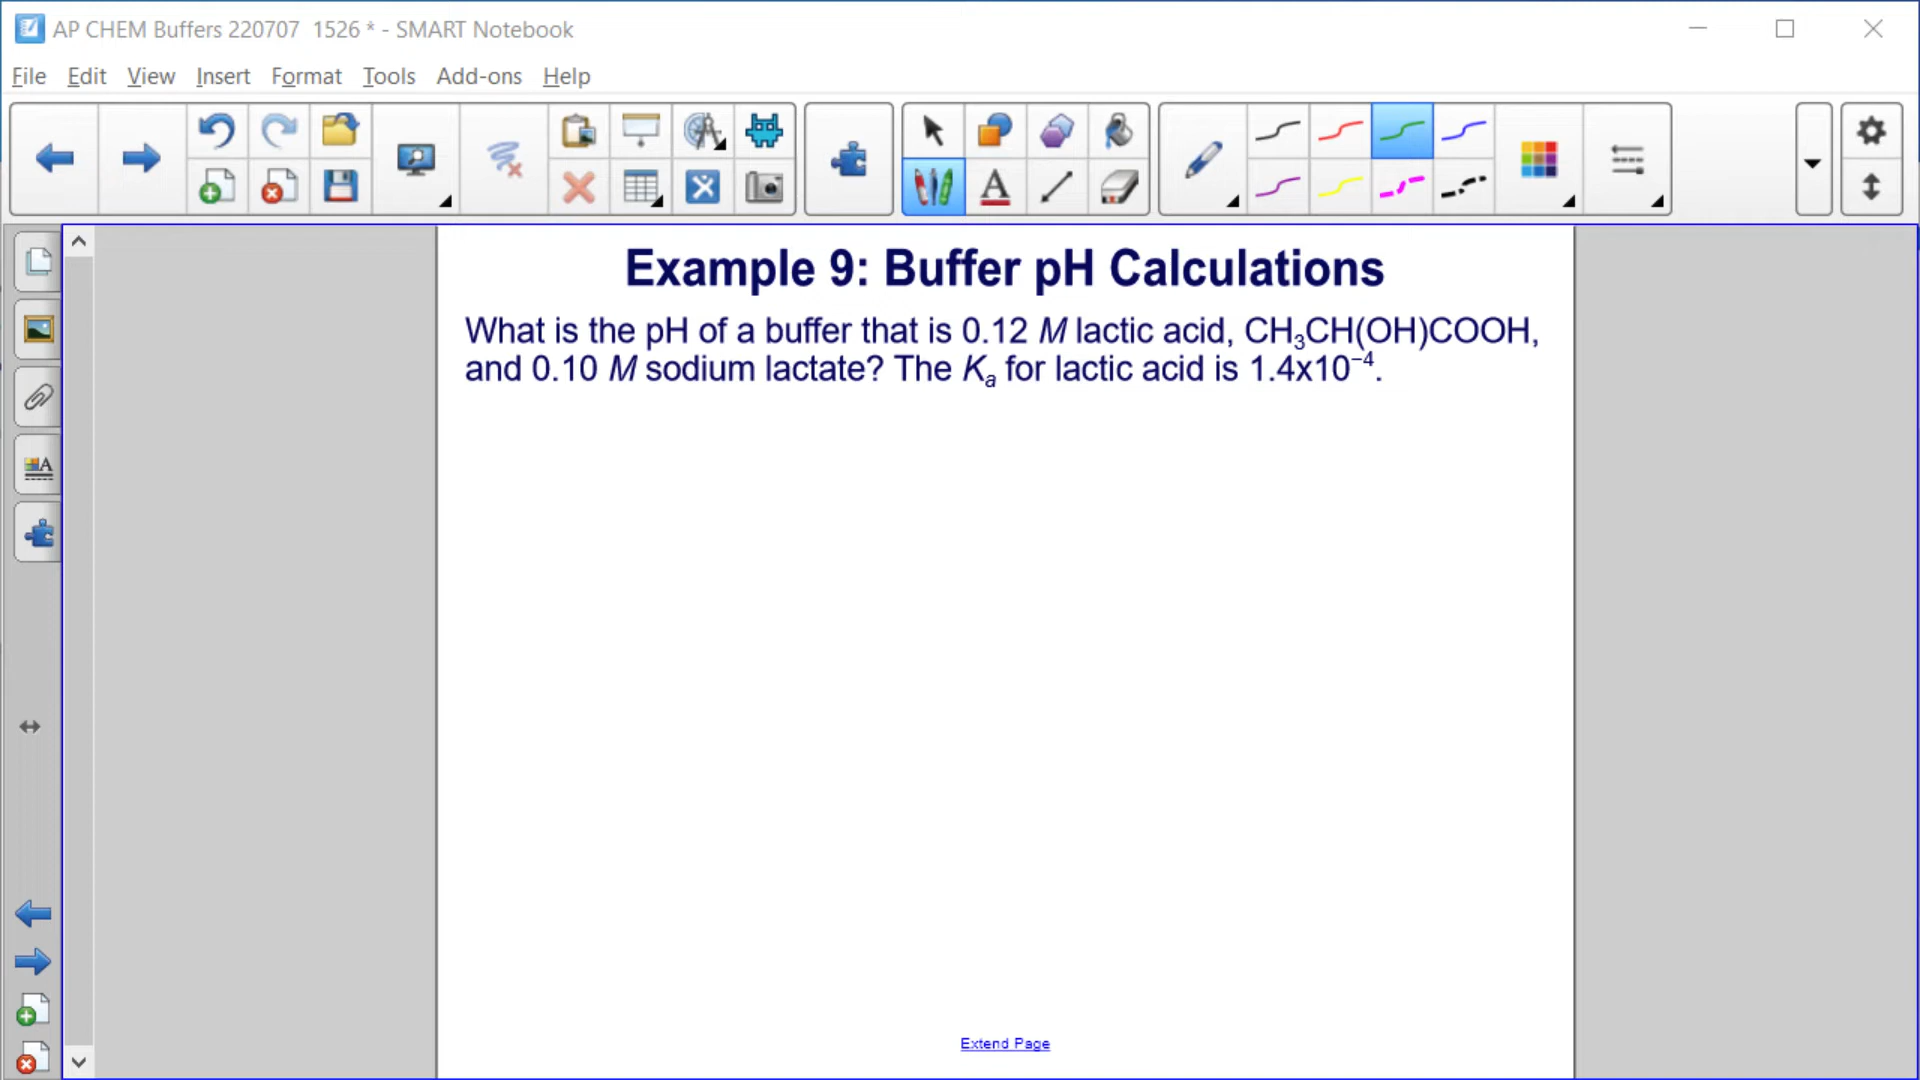 AP CHEM Buffers 220707 1526 * - SMART Notebook
File Edit View Insert Format Tools Add-ons Help
Example 9: Buffer pH Calculations
What is the pH of a buffer that is 0.12 M lactic acid, CH₃CH(OH)COOH,
and 0.10 M sodium lactate? The Kₐ for lactic acid is 1.4x10⁻⁴.
Extend Page